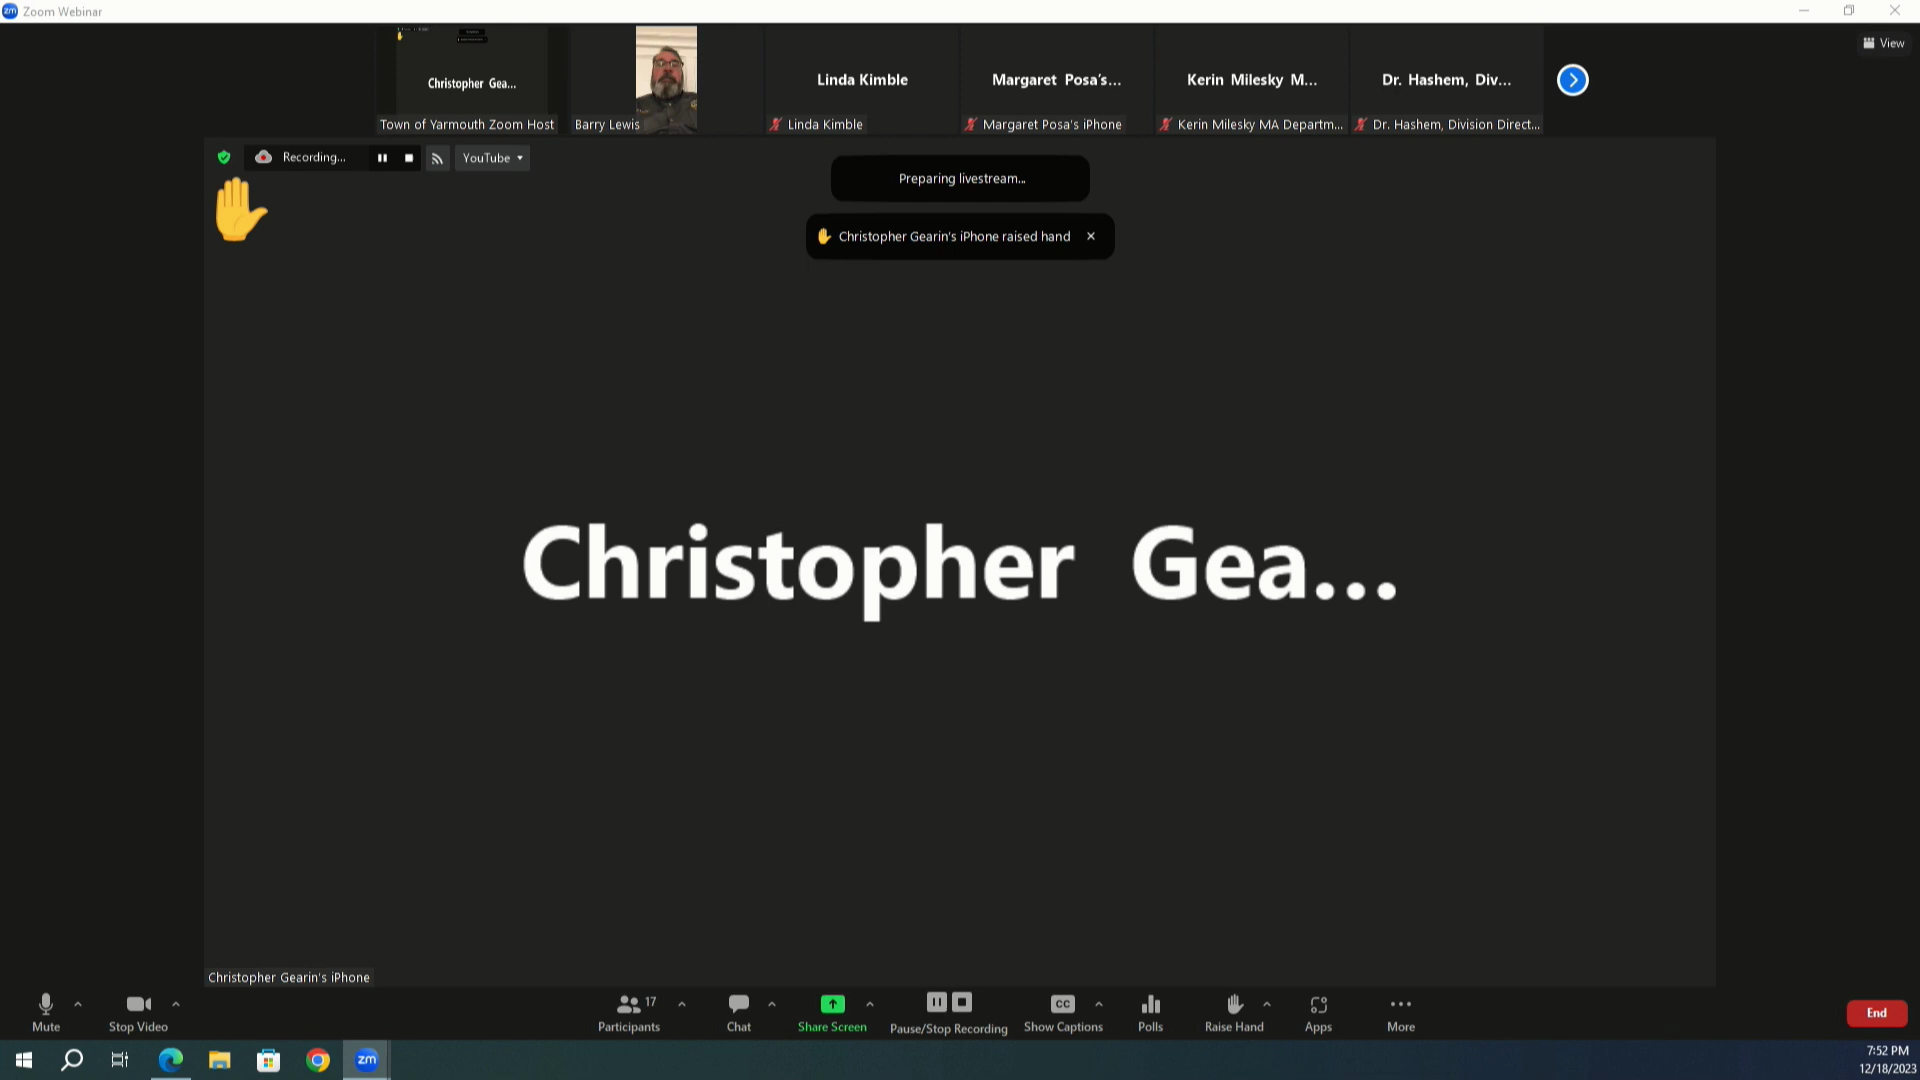 zm Zoom Webinar
View
Christopher Gea...
Town of Yarmouth Zoom Host
Barry Lewis
Linda Kimble
Linda Kimble
Margaret Posa's...
Margaret Posa's iPhone
Kerin Milesky M...
Kerin Milesky MA Departm...
Dr. Hashem, Div...
Dr. Hashem, Division Direct...
Recording...
YouTube
Preparing livestream...
Christopher Gearin's iPhone raised hand
Christopher Gea...
Christopher Gearin's iPhone
Mute
Stop Video
17
Participants
Chat
Share Screen
Pause/Stop Recording
CC
Show Captions
Polls
Raise Hand
Apps
More
End
zm
7:52 PM
12/18/2023